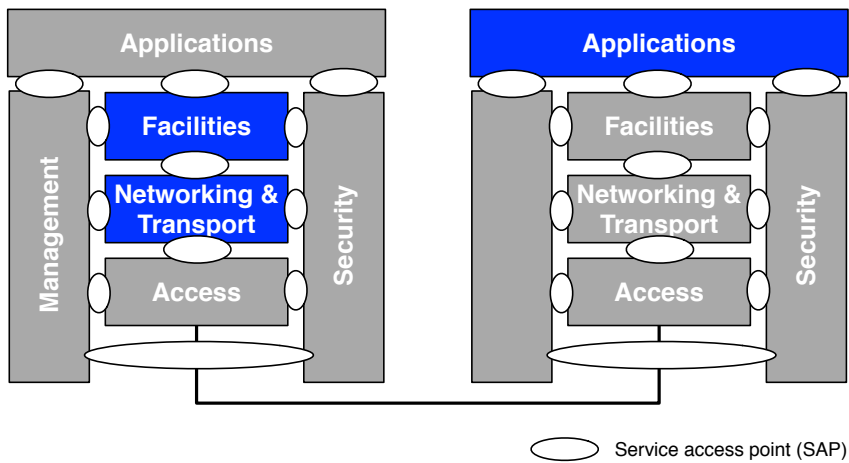 Applications
Facilities
Networking &
Transport
Access
Management
Security
Applications
Facilities
Networking &
Transport
Access
Security
Service access point (SAP)